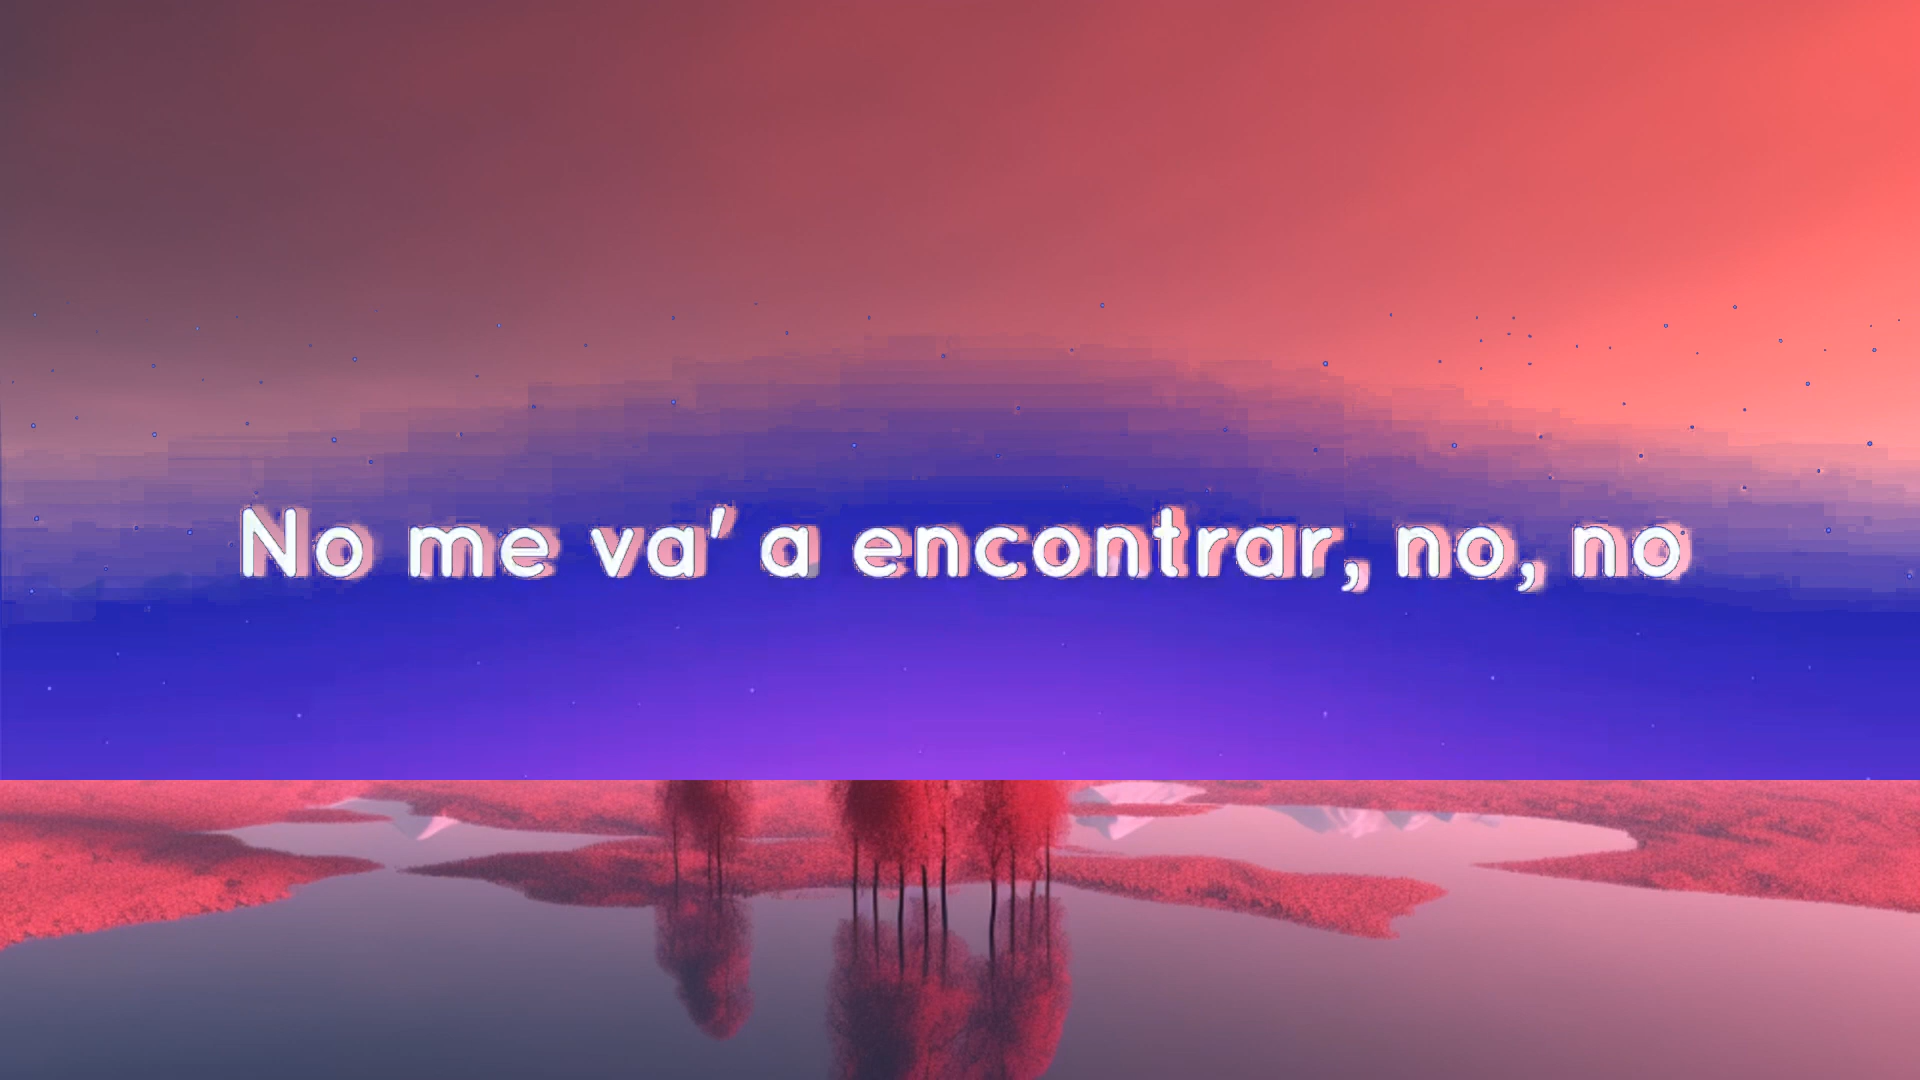 No me va' a encontrar, no, no